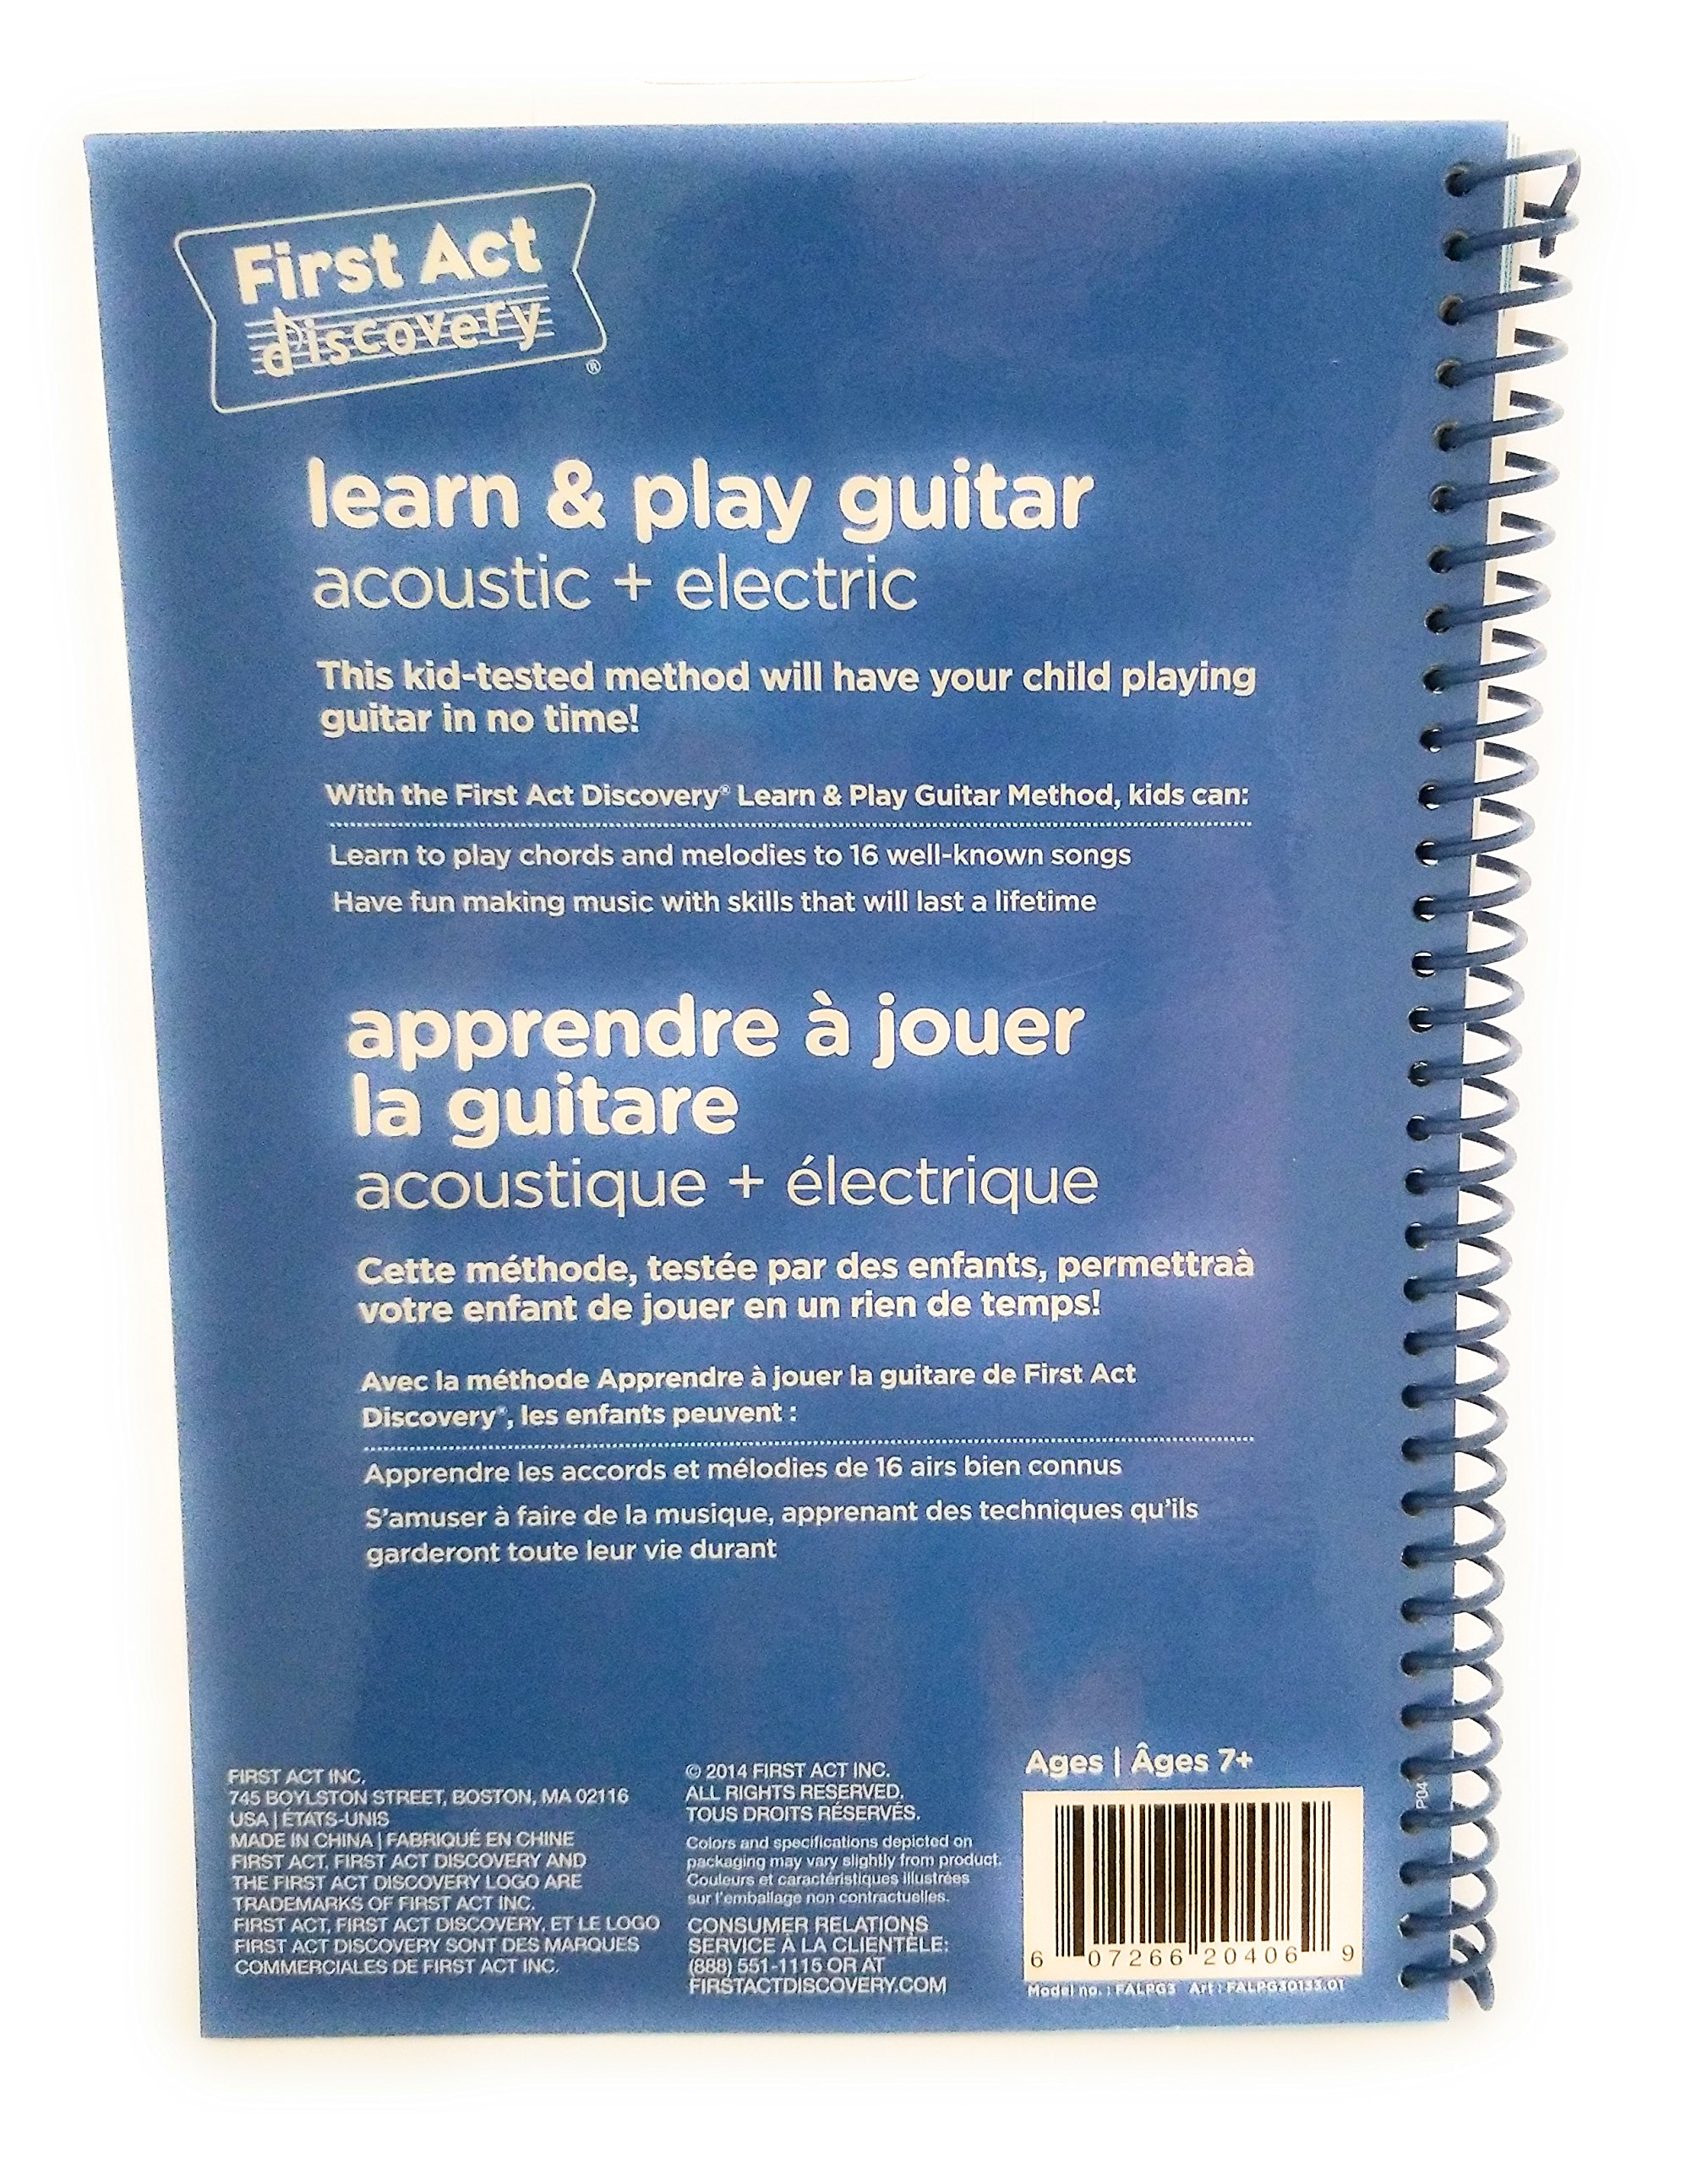 First Act
discovery
®
learn & play guitar
acoustic + electric
This kid-tested method will have your child playing
guitar in no time!
With the First Act Discovery® Learn & Play Guitar Method, kids can:
Learn to play chords and melodies to 16 well-known songs
Have fun making music with skills that will last a lifetime
apprendre à jouer
la guitare
acoustique + électrique
Cette méthode, testée par des enfants, permettraà
votre enfant de jouer en un rien de temps!
Avec la méthode Apprendre à jouer la guitare de First Act
Discovery®, les enfants peuvent :
Apprendre les accords et mélodies de 16 airs bien connus
S'amuser à faire de la musique, apprenant des techniques qu'ils
garderont toute leur vie durant
FIRST ACT INC.
745 BOYLSTON STREET, BOSTON, MA 02116
USA | ÉTATS-UNIS
MADE IN CHINA | FABRIQUÉ EN CHINE
FIRST ACT, FIRST ACT DISCOVERY AND
THE FIRST ACT DISCOVERY LOGO ARE
TRADEMARKS OF FIRST ACT INC.
FIRST ACT, FIRST ACT DISCOVERY, ET LE LOGO
FIRST ACT DISCOVERY SONT DES MARQUES
COMMERCIALES DE FIRST ACT INC.
© 2014 FIRST ACT INC.
ALL RIGHTS RESERVED.
TOUS DROITS RÉSERVÉS.
Colors and specifications depicted on
packaging may vary slightly from product.
Couleurs et caractéristiques illustrées
sur l'emballage non contractuelles.
CONSUMER RELATIONS
SERVICE À LA CLIENTÈLE:
(888) 551-1115 OR AT
FIRSTACTDISCOVERY.COM
Ages | Âges 7+
6 07266 20406 9
Model no. : FALPG3 Art : FALPG30133.01
P04